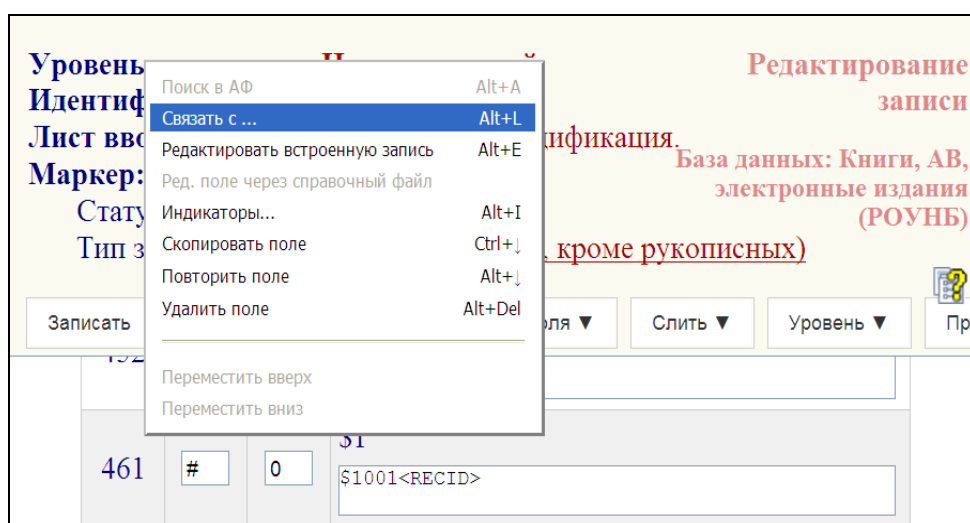 Уровень
Редактирование
записи
Идентиф
Лист вво
дификация.
База данных: Книги, АВ,
электронные издания
(РОУНБ)
Маркер:
Стату
Тип з
, кроме рукописных)
Поиск в АФ Alt+A
Связать с ... Alt+L
Редактировать встроенную запись Alt+E
Ред. поле через справочный файл
Индикаторы... Alt+I
Скопировать поле Ctrl+↓
Повторить поле Alt+↓
Удалить поле Alt+Del
Переместить вверх
Переместить вниз
Записать
оля ▼ Слить ▼ Уровень ▼ Пр
461 # 0
$1
$1001<RECID>